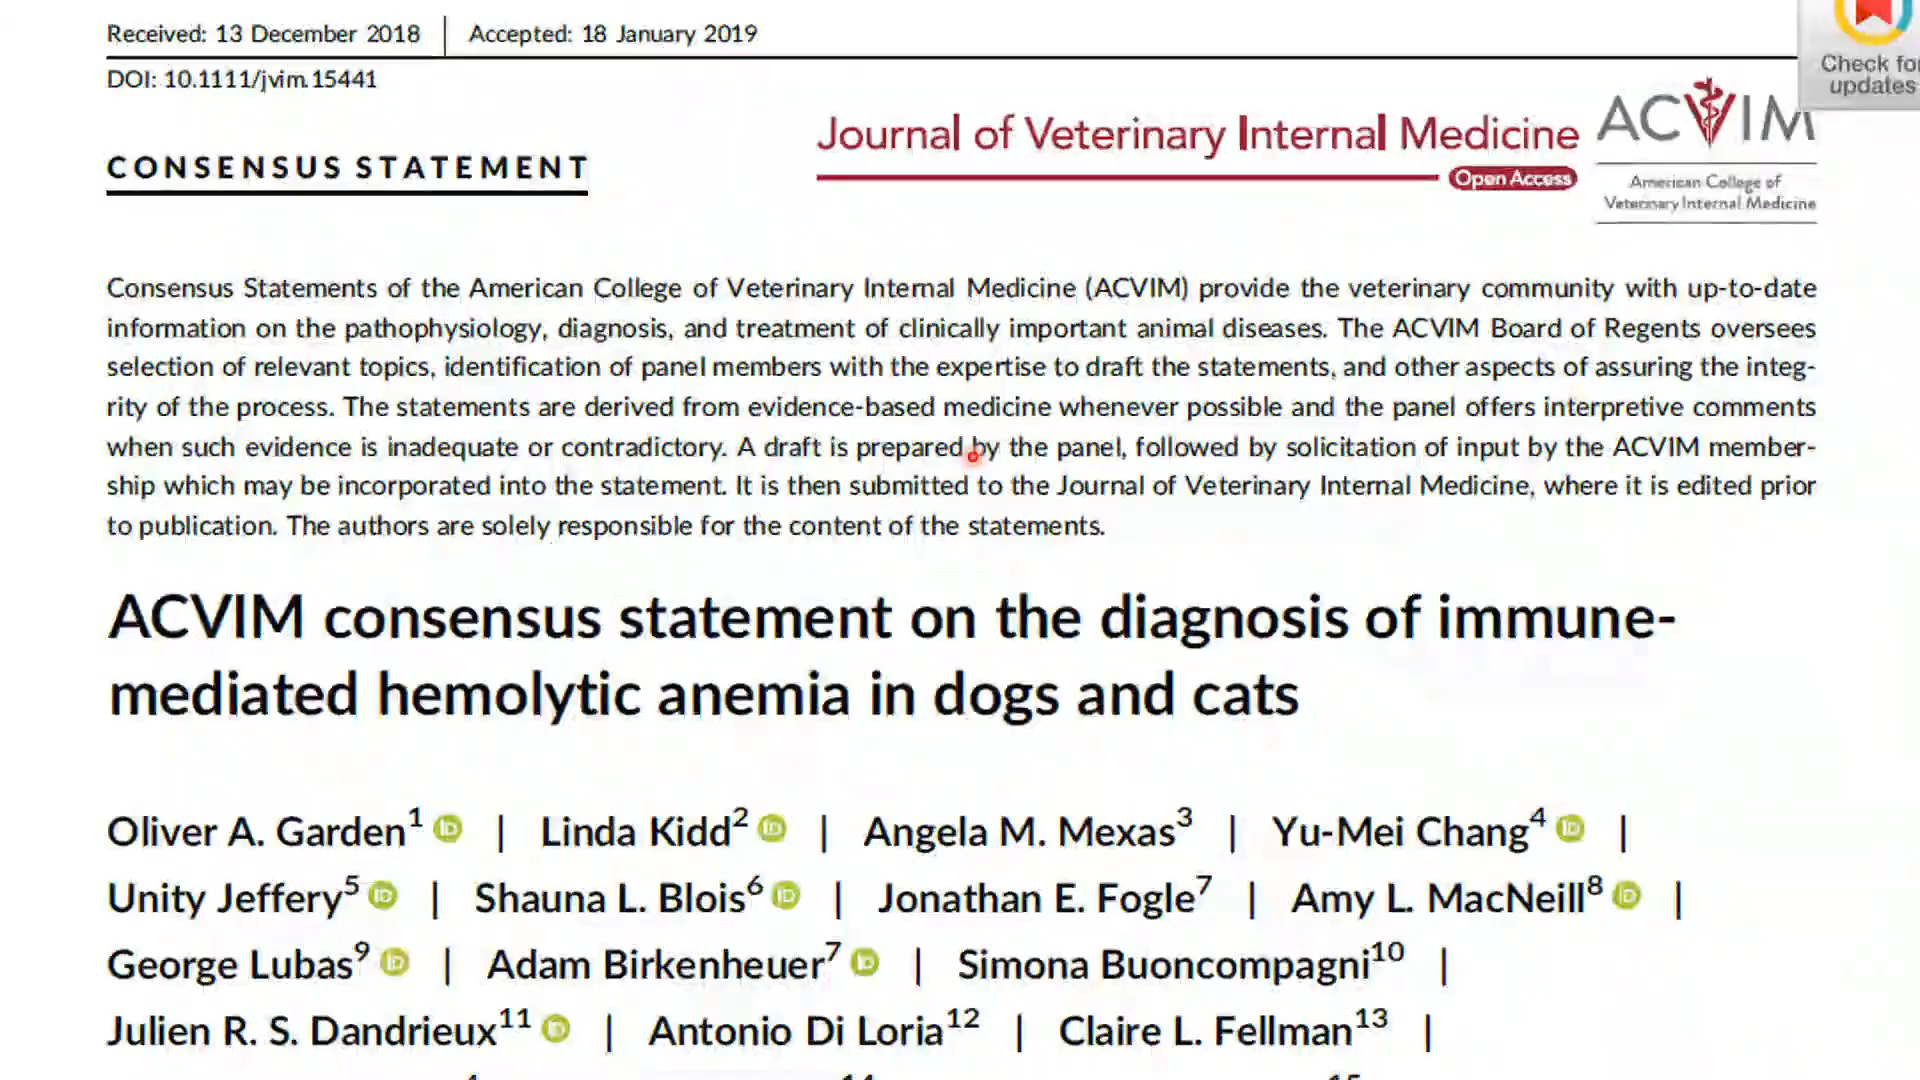 Received: 13 December 2018 | Accepted: 18 January 2019
DOI: 10.1111/jvim.15441
Check for
updates
Journal of Veterinary Internal Medicine
Open Access
ACVIM
American College of
Veterinary Internal Medicine
CONSENSUS STATEMENT
Consensus Statements of the American College of Veterinary Internal Medicine (ACVIM) provide the veterinary community with up-to-date
information on the pathophysiology, diagnosis, and treatment of clinically important animal diseases. The ACVIM Board of Regents oversees
selection of relevant topics, identification of panel members with the expertise to draft the statements, and other aspects of assuring the integ-
rity of the process. The statements are derived from evidence-based medicine whenever possible and the panel offers interpretive comments
when such evidence is inadequate or contradictory. A draft is prepared by the panel, followed by solicitation of input by the ACVIM member-
ship which may be incorporated into the statement. It is then submitted to the Journal of Veterinary Internal Medicine, where it is edited prior
to publication. The authors are solely responsible for the content of the statements.
ACVIM consensus statement on the diagnosis of immune-
mediated hemolytic anemia in dogs and cats
Oliver A. Garden1 iD | Linda Kidd2 iD | Angela M. Mexas3 | Yu-Mei Chang4 iD |
Unity Jeffery5 iD | Shauna L. Blois6 iD | Jonathan E. Fogle7 | Amy L. MacNeill8 iD |
George Lubas9 iD | Adam Birkenheuer7 iD | Simona Buoncompagni10 |
Julien R. S. Dandrieux11 iD | Antonio Di Loria12 | Claire L. Fellman13 |